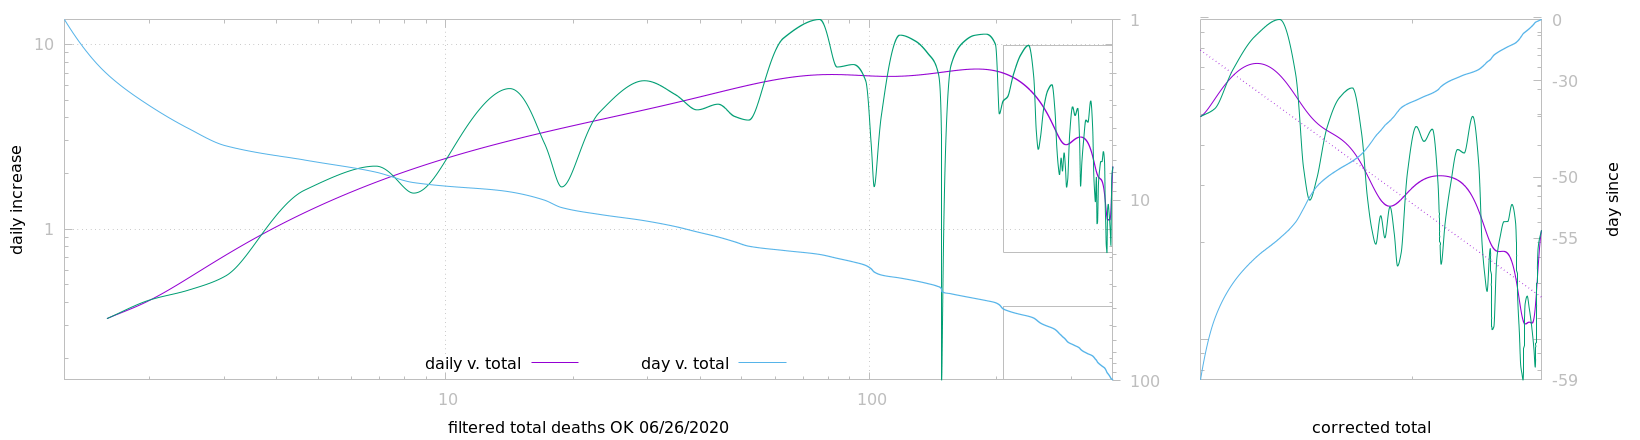 10
1
daily increase
daily v. total
day v. total
10
100
filtered total deaths OK 06/26/2020
1
10
100
0
-30
-50
-55
-59
day since
corrected total